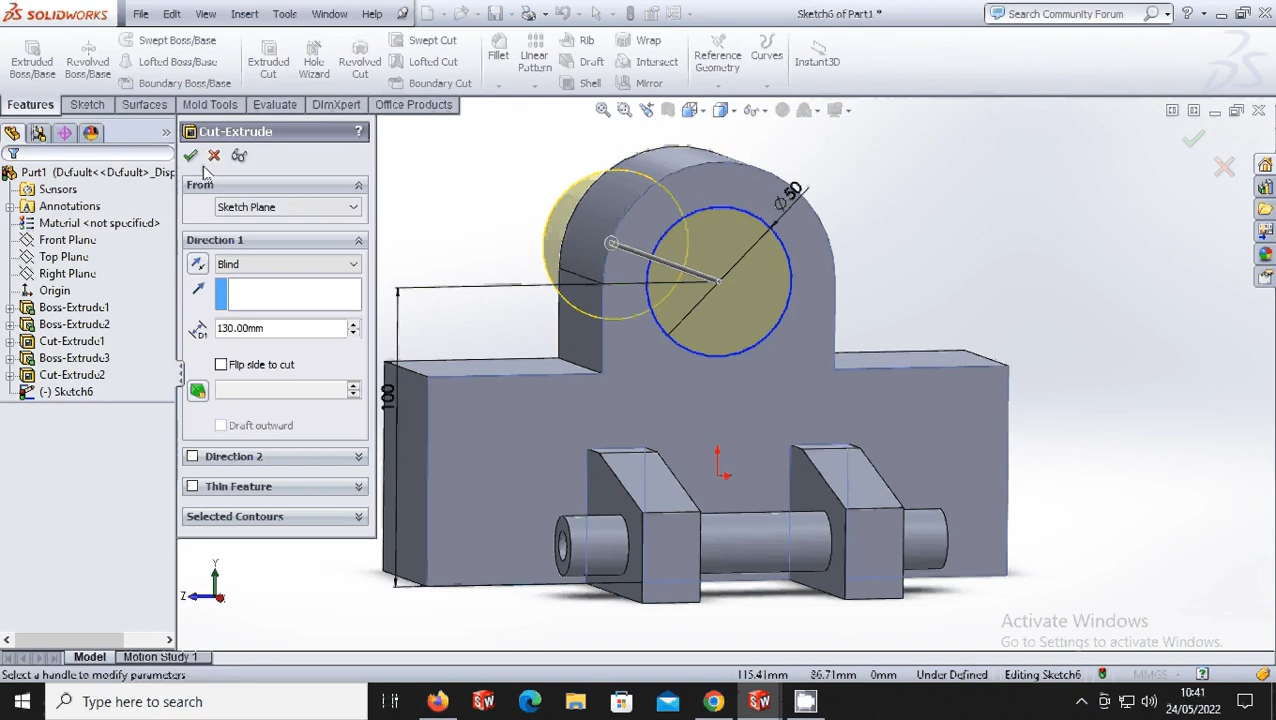 SOLIDWORKS File Edit View Insert Tools Window Help Sketch6 of Part1 * Search Community Forum ?
Extruded Boss/Base Revolved Boss/Base Swept Boss/Base Lofted Boss/Base Boundary Boss/Base Extruded Cut Hole Wizard Revolved Cut Swept Cut Lofted Cut Boundary Cut Fillet Linear Pattern Rib Draft Shell Wrap Intersect Mirror Reference Geometry Curves Instant3D
Features Sketch Surfaces Mold Tools Evaluate DimXpert Office Products
Cut-Extrude ?
Part1 (Default<<Default>_Disp
Sensors
Annotations
Material <not specified>
Front Plane
Top Plane
Right Plane
Origin
Boss-Extrude1
Boss-Extrude2
Cut-Extrude1
Boss-Extrude3
Cut-Extrude2
(-) Sketch6
From
Sketch Plane
Direction 1
Blind
D1 130.00mm
Flip side to cut
Draft outward
Direction 2
Thin Feature
Selected Contours
Ø50
100
Y
Z
Activate Windows
Go to Settings to activate Windows.
Model Motion Study 1
Select a handle to modify parameters 115.41mm 86.71mm 0mm Under Defined Editing Sketch6 MMGS ?
Type here to search
10:41
24/05/2022